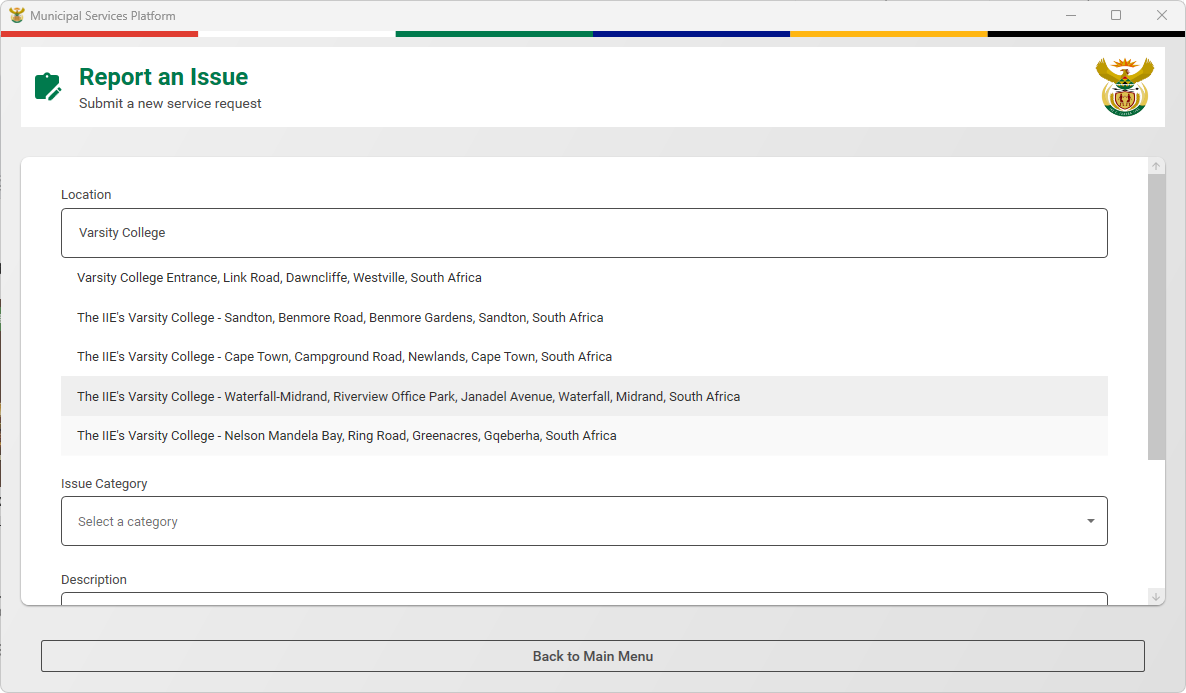 Municipal Services Platform
Report an Issue
Submit a new service request
Location
Varsity College
Varsity College Entrance, Link Road, Dawncliffe, Westville, South Africa
The IIE's Varsity College - Sandton, Benmore Road, Benmore Gardens, Sandton, South Africa
The IIE's Varsity College - Cape Town, Campground Road, Newlands, Cape Town, South Africa
The IIE's Varsity College - Waterfall-Midrand, Riverview Office Park, Janadel Avenue, Waterfall, Midrand, South Africa
The IIE's Varsity College - Nelson Mandela Bay, Ring Road, Greenacres, Gqeberha, South Africa
Issue Category
Select a category
Description
Back to Main Menu